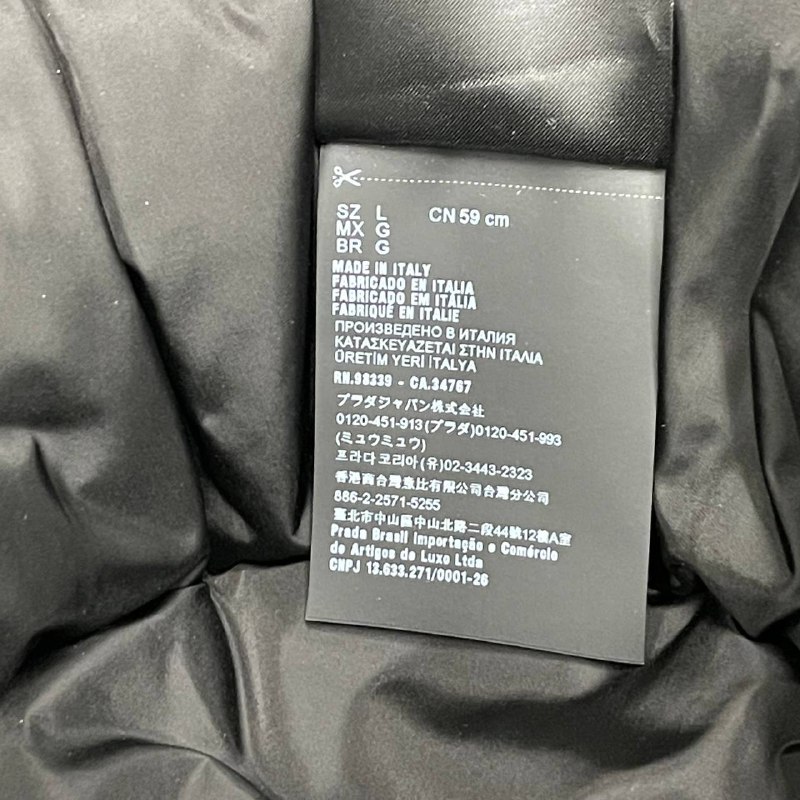 SZ L CN 59 cm
MX G
BR G
MADE IN ITALY
FABRICADO EN ITALIA
FABRICADO EM ITÁLIA
FABRIQUÉ EN ITALIE
ПРОИЗВЕДЕНО В ИТАЛИЯ
ΚΑΤΑΣΚΕΥΑΖΕΤΑΙ ΣΤΗΝ ΙΤΑΛΙΑ
ÜRETİM YERİ İTALYA
RN.98339 - CA.34767
プラダジャパン株式会社
0120-451-913(プラダ)0120-451-993
(ミュウミュウ)
프라다 코리아 (유)02-3443-2323
香港商台灣意比有限公司台灣分公司
886-2-2571-5255
臺北市中山區中山北路二段44號12樓A室
Prada Brasil Importação e Comércio
de Artigos de Luxo Ltda
CNPJ 13.633.271/0001-26